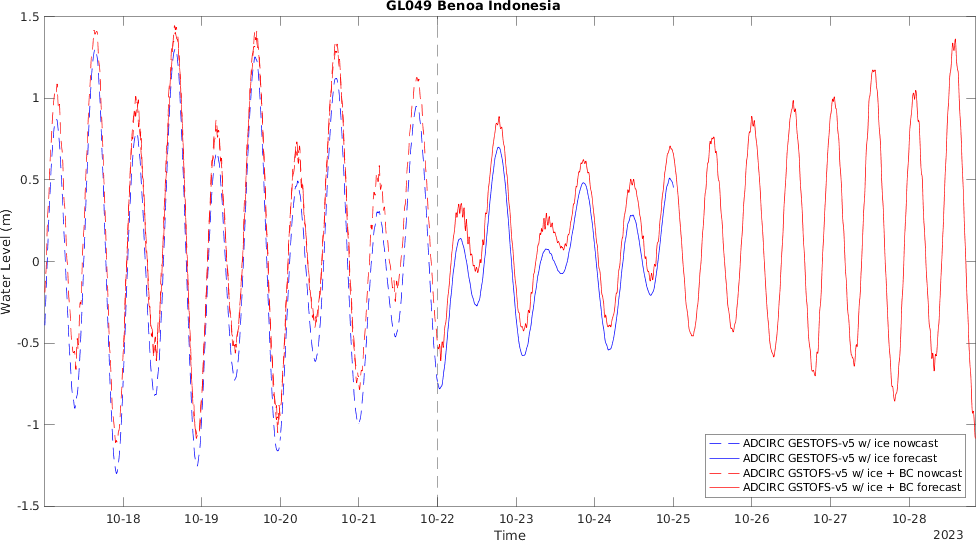 GL049 Benoa Indonesia
1.5
1
0.5
0
-0.5
-1
-1.5
Water Level (m)
10-18 10-19 10-20 10-21 10-22 10-23 10-24 10-25 10-26 10-27 10-28
Time
2023
ADCIRC GESTOFS-v5 w/ ice nowcast
ADCIRC GESTOFS-v5 w/ ice forecast
ADCIRC GSTOFS-v5 w/ ice + BC nowcast
ADCIRC GSTOFS-v5 w/ ice + BC forecast